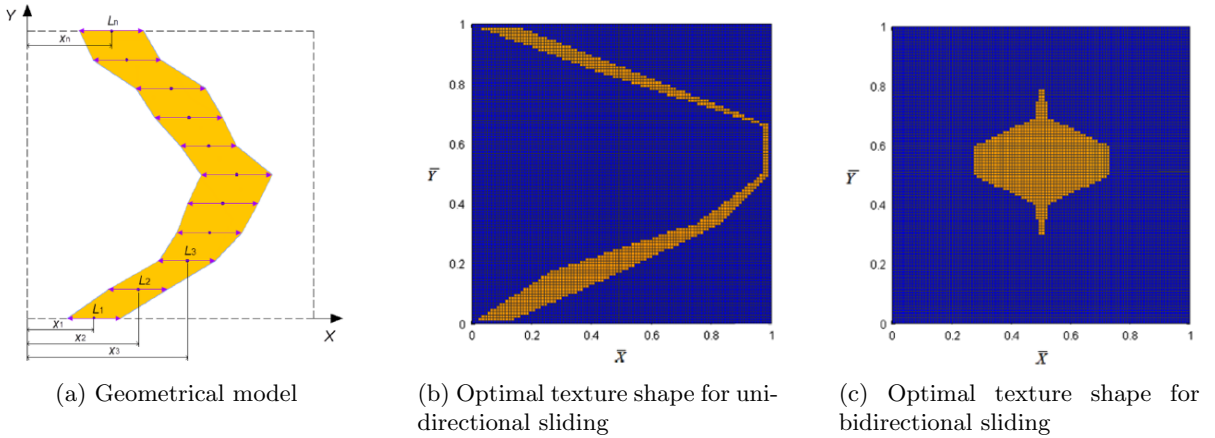 Y
Lₙ
xₙ
L₃
L₂
L₁
x₁
x₂
x₃
X
(a) Geometrical model
1
0.8
0.6
Y̅
0.4
0.2
0
0 0.2 0.4 0.6 0.8 1
X̅
(b) Optimal texture shape for uni-
directional sliding
1
0.8
0.6
Y̅
0.4
0.2
0
0 0.2 0.4 0.6 0.8 1
X̅
(c) Optimal texture shape for
bidirectional sliding